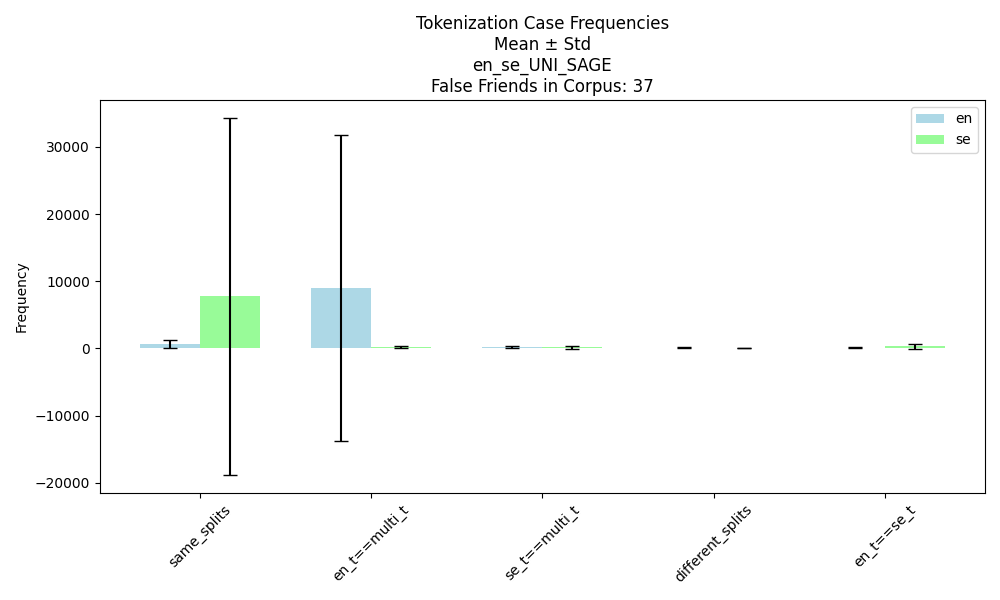 Tokenization Case Frequencies
Mean ± Std
en_se_UNI_SAGE
False Friends in Corpus: 37
en
se
Frequency
30000
20000
10000
0
−10000
−20000
same_splits
en_t==multi_t
se_t==multi_t
different_splits
en_t==se_t